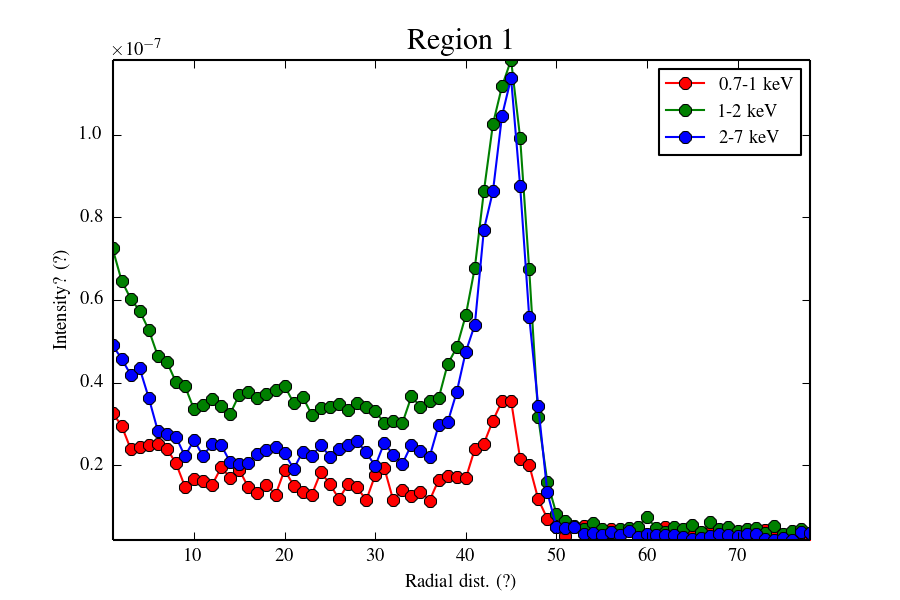 Region 1
×10⁻⁷
0.7-1 keV
1-2 keV
2-7 keV
1.0
0.8
0.6
0.4
0.2
Intensity? (?)
10 20 30 40 50 60 70
Radial dist. (?)